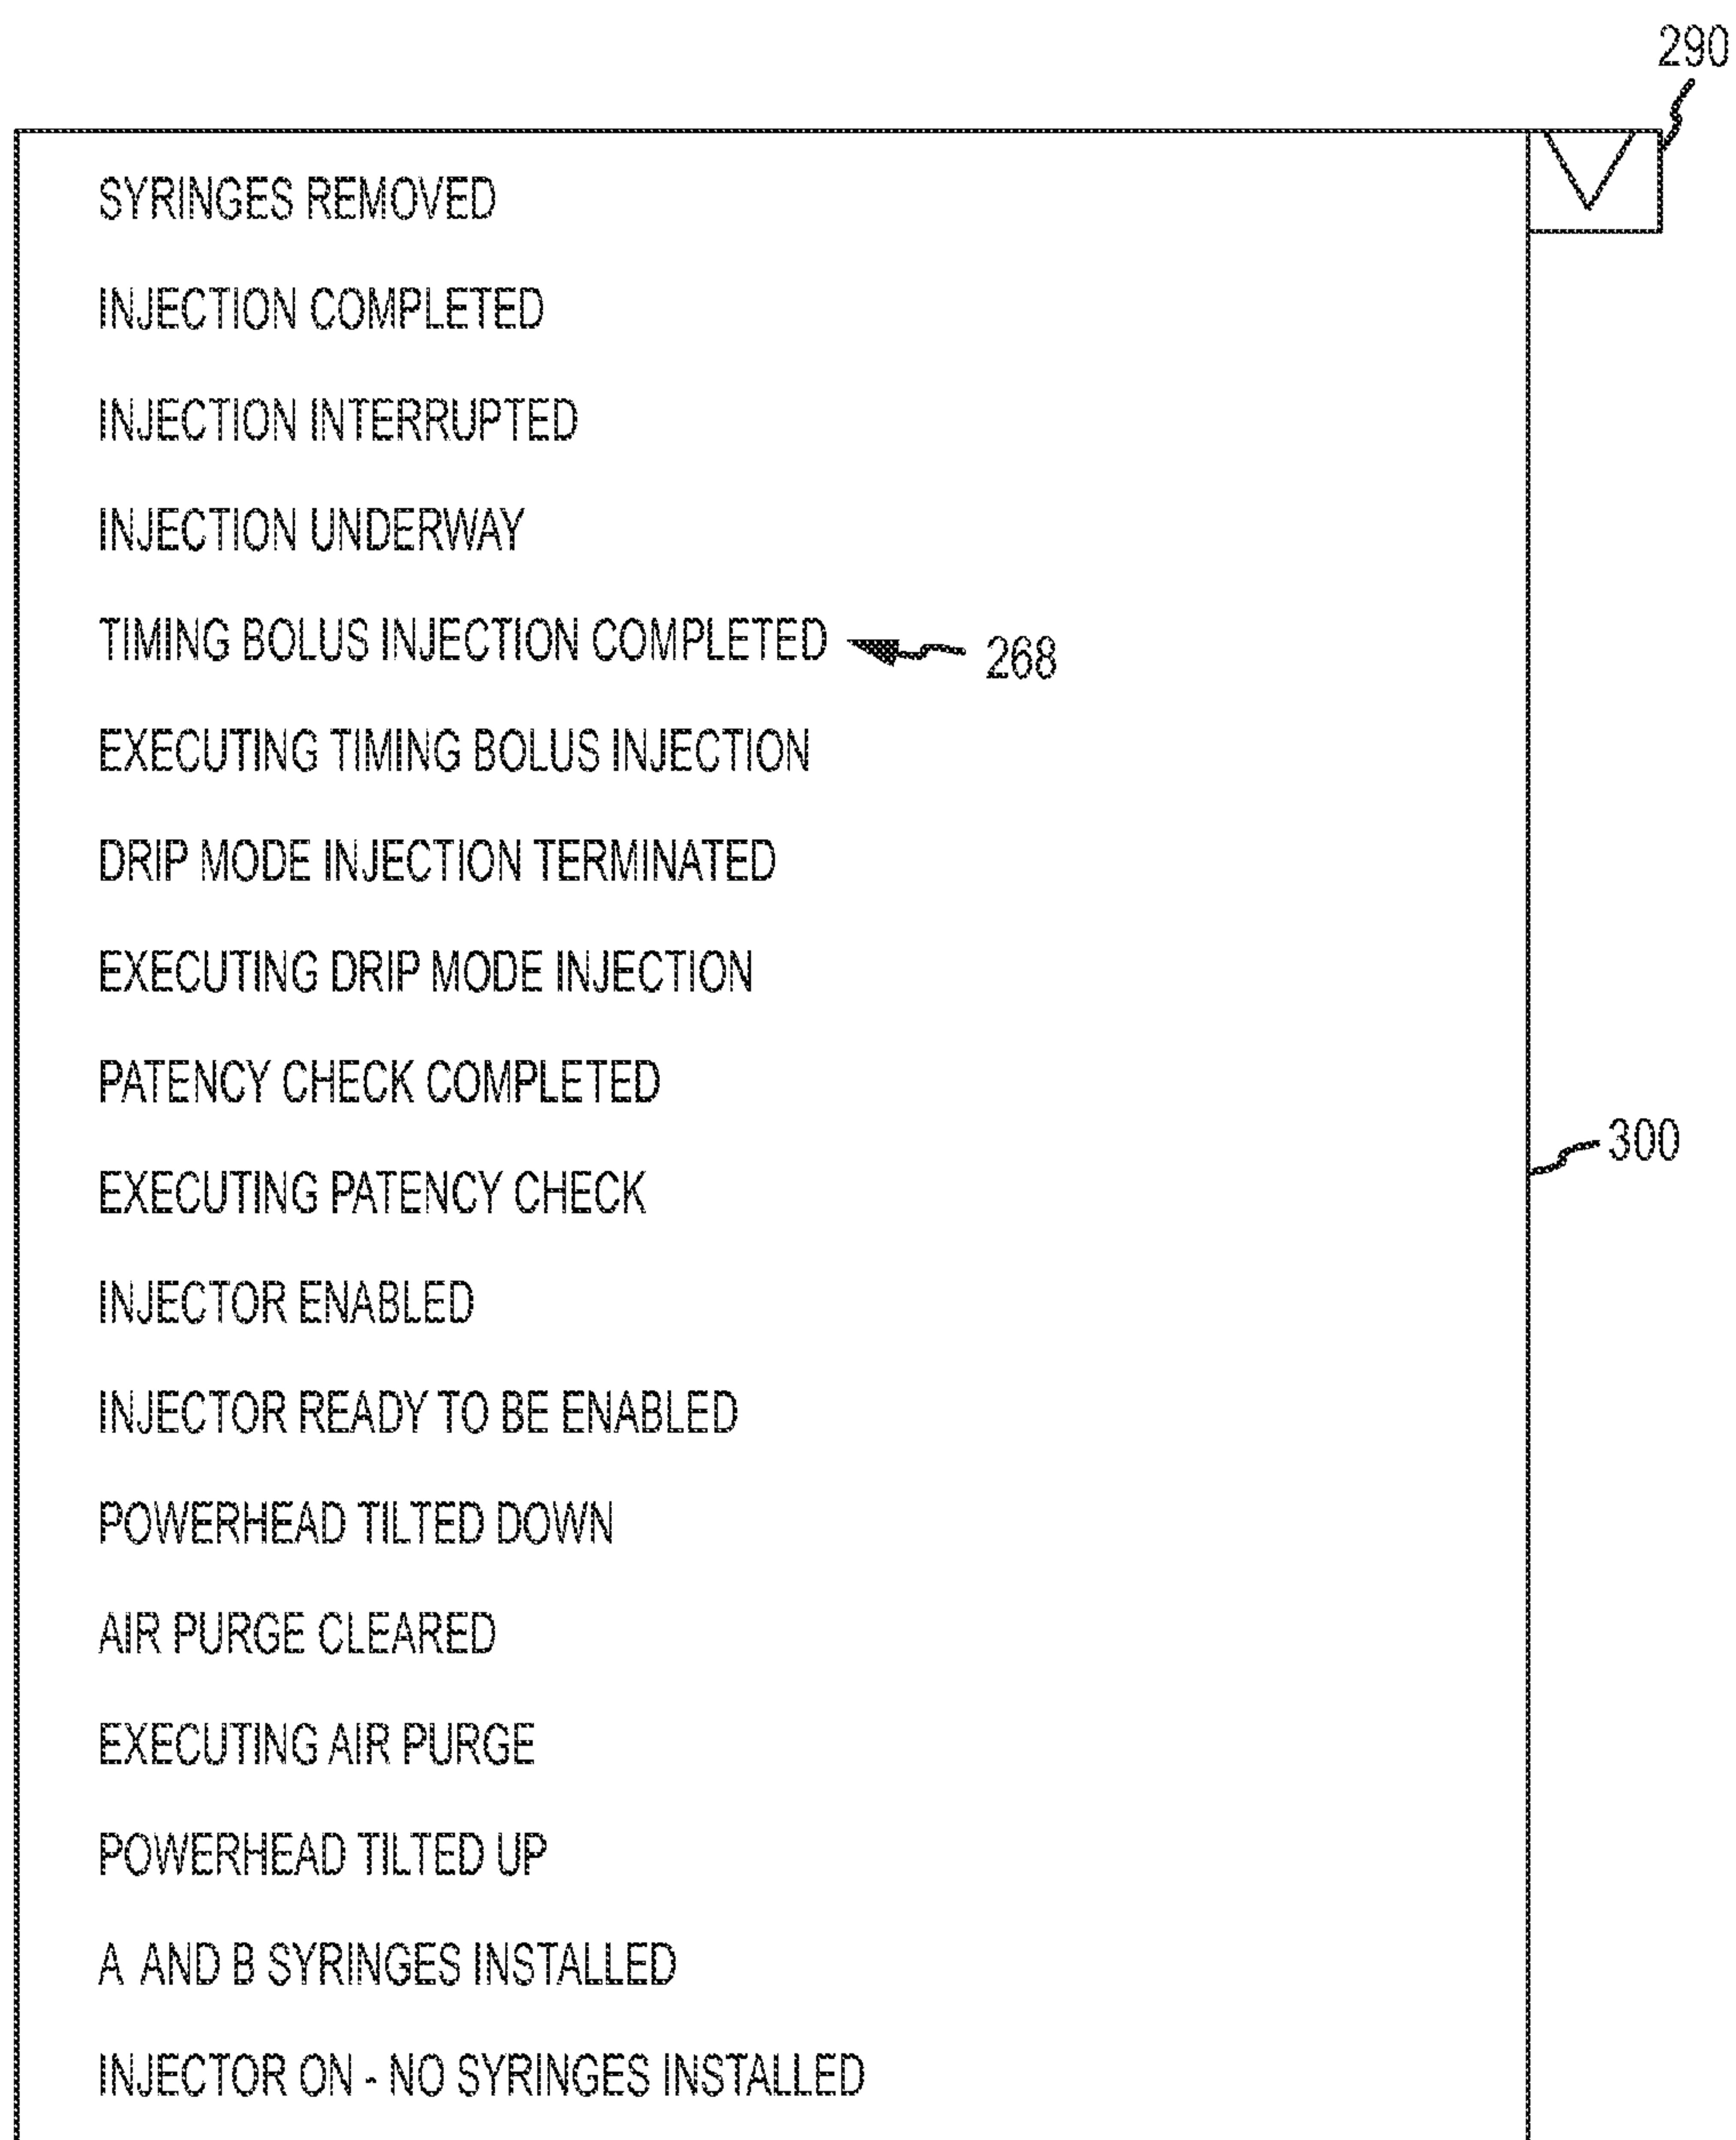 290
SYRINGES REMOVED
INJECTION COMPLETED
INJECTION INTERRUPTED
INJECTION UNDERWAY
TIMING BOLUS INJECTION COMPLETED 268
EXECUTING TIMING BOLUS INJECTION
DRIP MODE INJECTION TERMINATED
EXECUTING DRIP MODE INJECTION
PATENCY CHECK COMPLETED
300
EXECUTING PATENCY CHECK
INJECTOR ENABLED
INJECTOR READY TO BE ENABLED
POWERHEAD TILTED DOWN
AIR PURGE CLEARED
EXECUTING AIR PURGE
POWERHEAD TILTED UP
A AND B SYRINGES INSTALLED
INJECTOR ON - NO SYRINGES INSTALLED